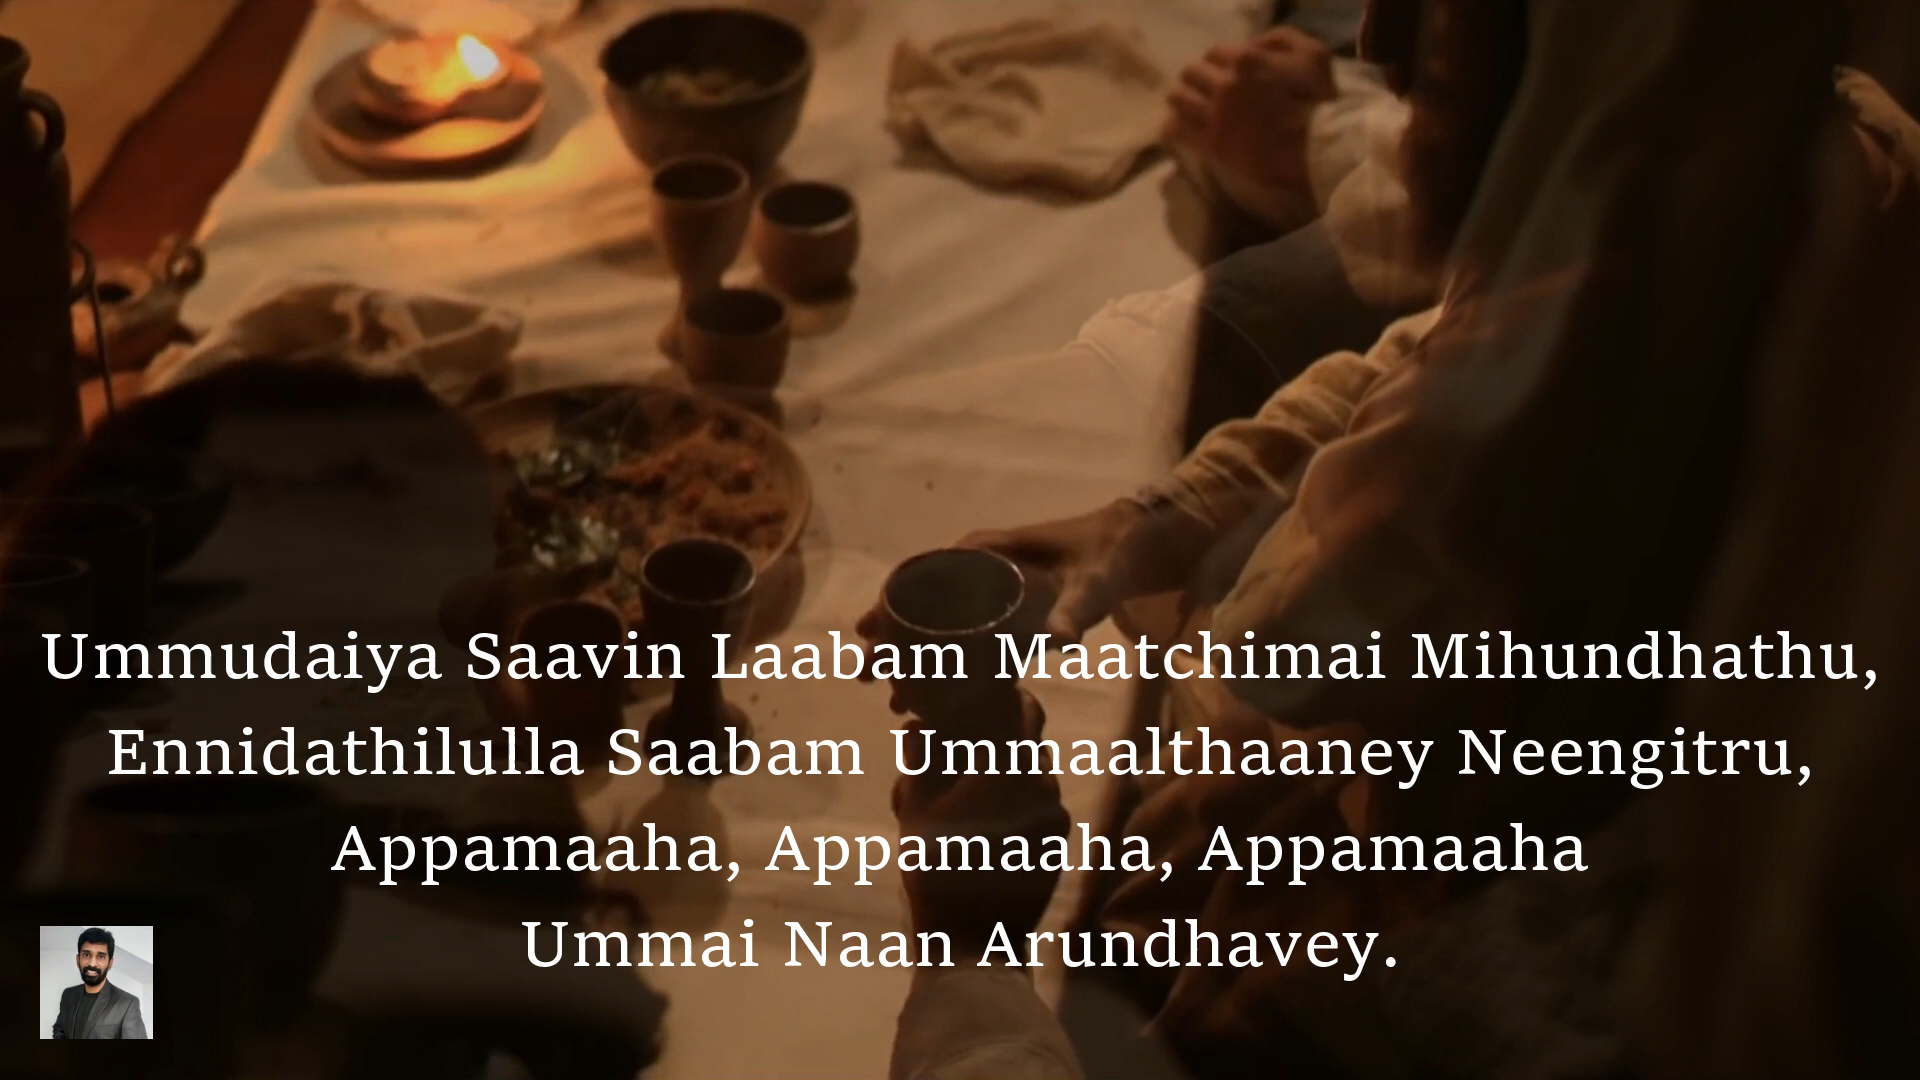 Ummudaiya Saavin Laabam Maatchimai Mihundhathu,
Ennidathilulla Saabam Ummaalthaaney Neengitru,
Appamaaha, Appamaaha, Appamaaha
Ummai Naan Arundhavey.